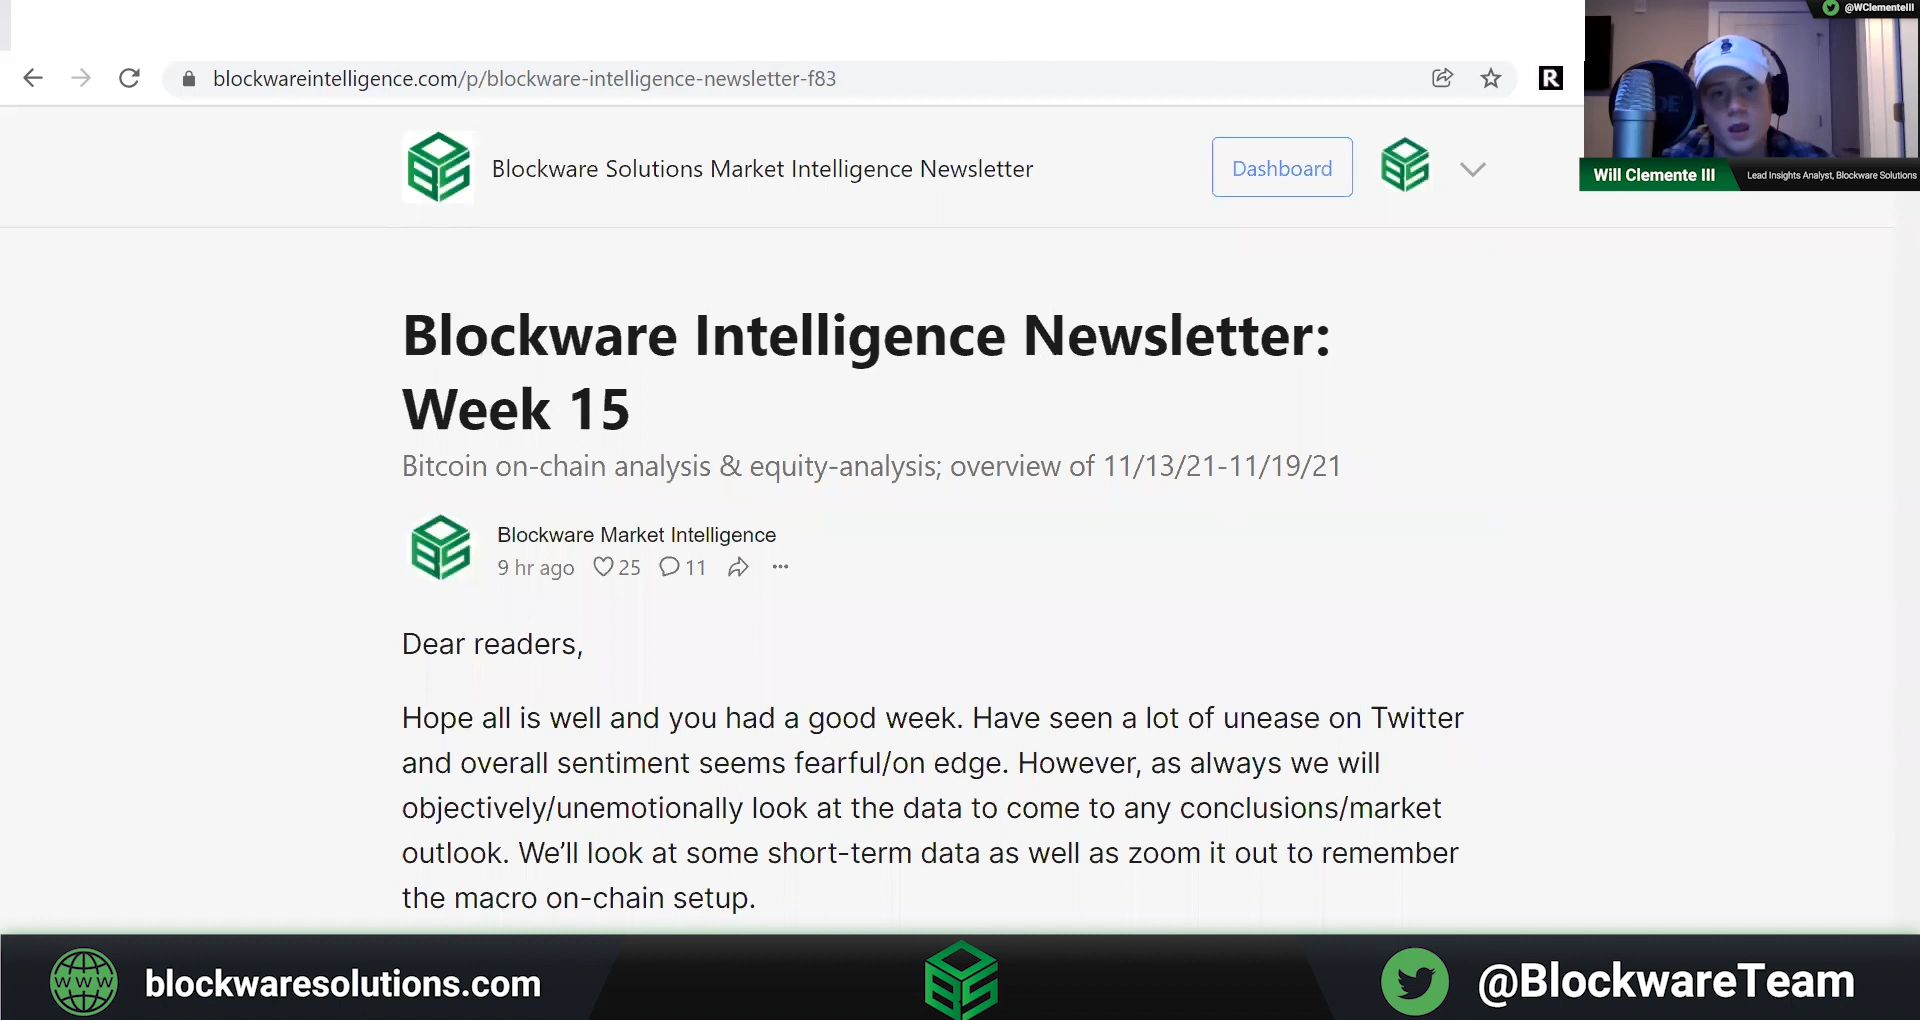 @WClementeIII
blockwareintelligence.com/p/blockware-intelligence-newsletter-f83
R
Blockware Solutions Market Intelligence Newsletter
Dashboard
Will Clemente III
Lead Insights Analyst, Blockware Solutions
Blockware Intelligence Newsletter:
Week 15
Bitcoin on-chain analysis & equity-analysis; overview of 11/13/21-11/19/21
Blockware Market Intelligence
9 hr ago 25 11
Dear readers,
Hope all is well and you had a good week. Have seen a lot of unease on Twitter
and overall sentiment seems fearful/on edge. However, as always we will
objectively/unemotionally look at the data to come to any conclusions/market
outlook. We’ll look at some short-term data as well as zoom it out to remember
the macro on-chain setup.
www
blockwaresolutions.com
@BlockwareTeam